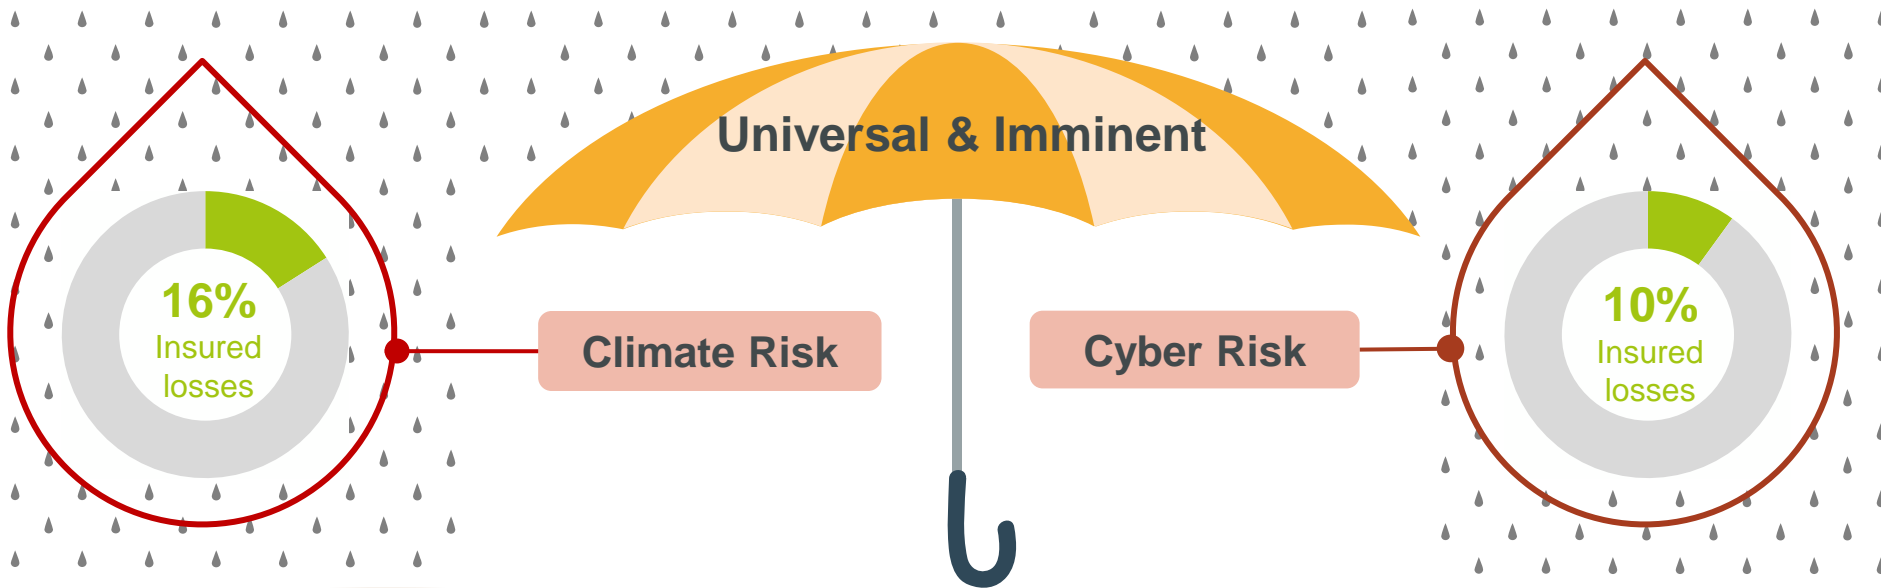 Universal & Imminent
16%
Insured
losses
Climate Risk
Cyber Risk
10%
Insured
losses